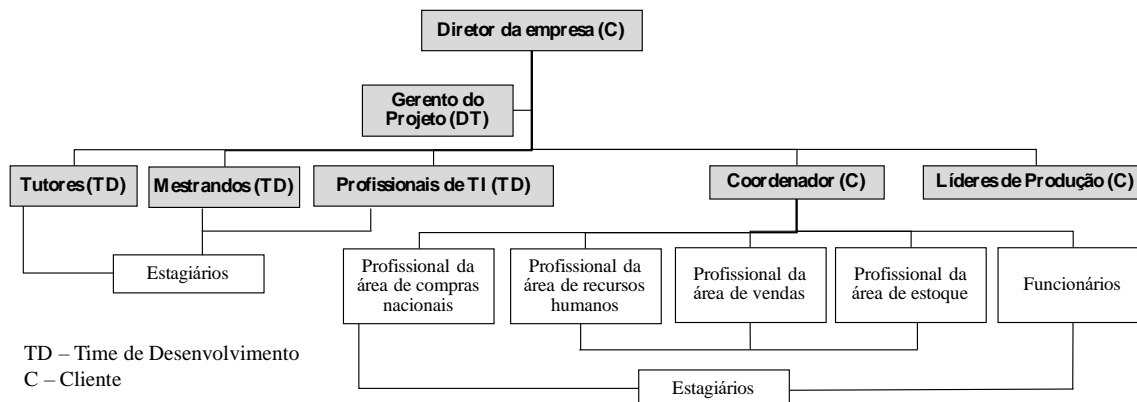 Diretor da empresa (C)
Gerento do
Projeto (DT)
Tutores (TD)
Mestrandos (TD)
Profissionais de TI (TD)
Coordenador (C)
Líderes de Produção (C)
Estagiários
Profissional da
área de compras
nacionais
Profissional da
área de recursos
humanos
Profissional da
área de vendas
Profissional da
área de estoque
Funcionários
TD – Time de Desenvolvimento
C – Cliente
Estagiários